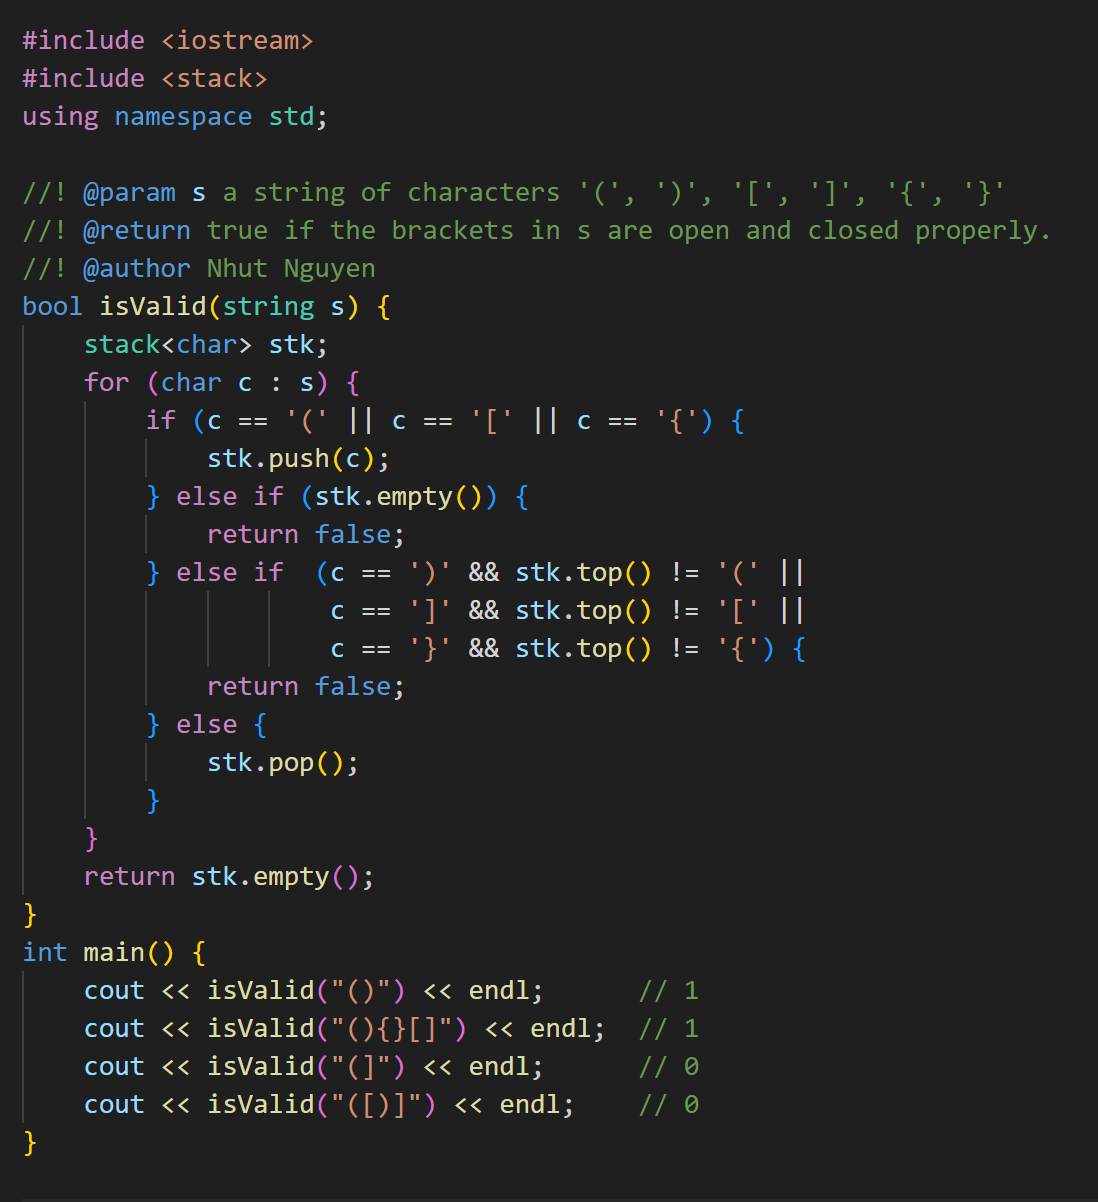 #include <iostream>
#include <stack>
using namespace std;

//! @param s a string of characters '(', ')', '[', ']', '{', '}'
//! @return true if the brackets in s are open and closed properly.
//! @author Nhut Nguyen
bool isValid(string s) {
    stack<char> stk;
    for (char c : s) {
        if (c == '(' || c == '[' || c == '{') {
            stk.push(c);
        } else if (stk.empty()) {
            return false;
        } else if  (c == ')' && stk.top() != '(' ||
                    c == ']' && stk.top() != '[' ||
                    c == '}' && stk.top() != '{') {
            return false;
        } else {
            stk.pop();
        }
    }
    return stk.empty();
}
int main() {
    cout << isValid("()") << endl;      // 1
    cout << isValid("(){}[]") << endl;  // 1
    cout << isValid("(]") << endl;      // 0
    cout << isValid("([)]") << endl;    // 0
}